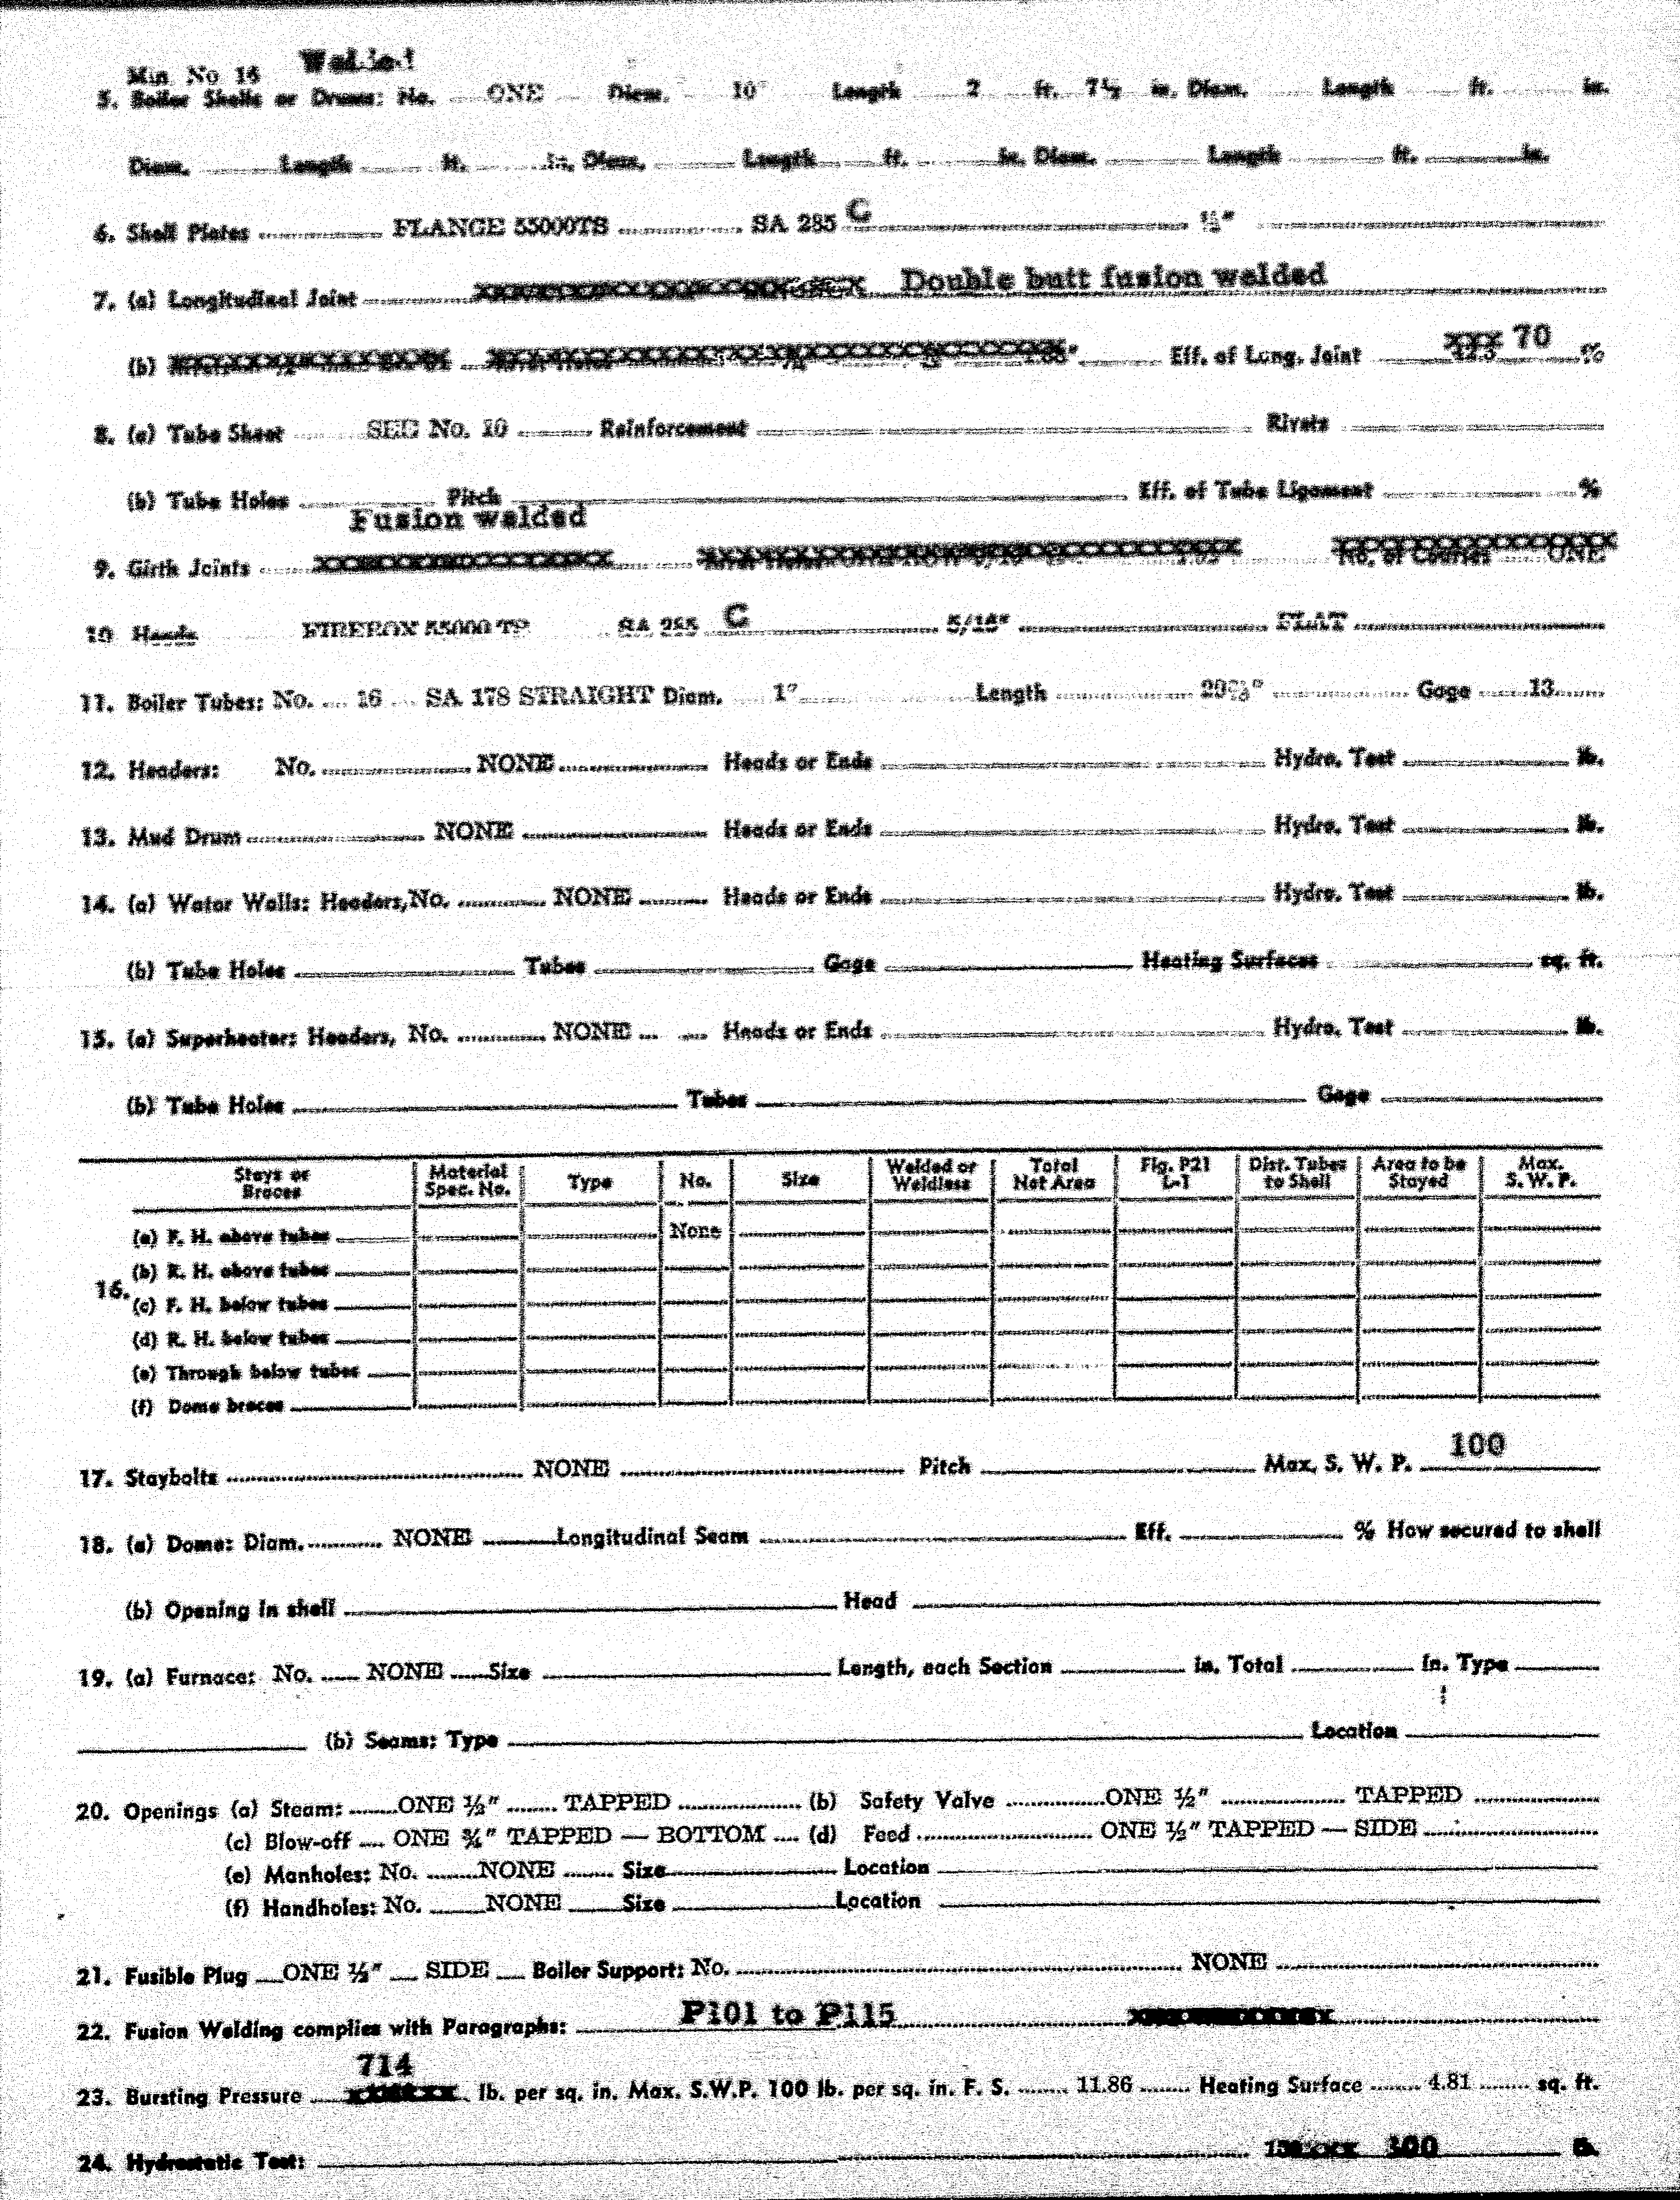 Min No 16 Welded
5. Boiler Shells or Drums: No. ONE Diam. 10" Length 2 ft. 7½ in. Diam. Length ft. in.
Diam. Length ft. in. Diam. Length ft. in. Diam. Length ft. in.
6. Shell Plates FLANGE 55000TS SA 285 C ¼"
7. (a) Longitudinal Joint Double butt fusion welded
(b) Eff. of Long. Joint xxx 70 %
8. (a) Tube Sheet SEC No. 10 Reinforcement Rivets
(b) Tube Holes Pitch Eff. of Tube Ligament %
Fusion welded
9. Girth Joints No. of Courses ONE
10 Heads FIREBOX 55000 TP SA 285 C 5/16" FLAT
11. Boiler Tubes: No. 16 SA 178 STRAIGHT Diam. 1" Length Gage 13
12. Headers: No. NONE Heads or Ends Hydro. Test lb.
13. Mud Drum NONE Heads or Ends Hydro. Test lb.
14. (a) Water Walls: Headers, No. NONE Heads or Ends Hydro. Test lb.
(b) Tube Holes Tubes Gage Heating Surfaces sq. ft.
15. (a) Superheater: Headers, No. NONE Heads or Ends Hydro. Test lb.
(b) Tube Holes Tubes Gage
Stays or Braces Material Spec. No. Type No. Size Welded or Weldless Total Net Area Fig. P21 L-1 Dist. Tubes to Shell Area to be Stayed Max. S. W. P.
(a) F. H. above tubes None
(b) R. H. above tubes
16.
(c) F. H. below tubes
(d) R. H. below tubes
(e) Through below tubes
(f) Dome braces
17. Staybolts NONE Pitch Max. S. W. P. 100
18. (a) Dome: Diam. NONE Longitudinal Seam Eff. % How secured to shell
(b) Opening in shell Head
19. (a) Furnace: No. NONE Size Length, each Section in. Total in. Type
(b) Seams: Type Location
20. Openings (a) Steam: ONE ½" TAPPED (b) Safety Valve ONE ½" TAPPED
(c) Blow-off ONE ¾" TAPPED — BOTTOM (d) Feed ONE ½" TAPPED — SIDE
(e) Manholes: No. NONE Size Location
(f) Handholes: No. NONE Size Location
21. Fusible Plug ONE ½" SIDE Boiler Support: No. NONE
22. Fusion Welding complies with Paragraphs: P101 to P115
714
23. Bursting Pressure lb. per sq. in. Max. S.W.P. 100 lb. per sq. in. F. S. 11.86 Heating Surface 4.81 sq. ft.
24. Hydrostatic Test: 300 lb.